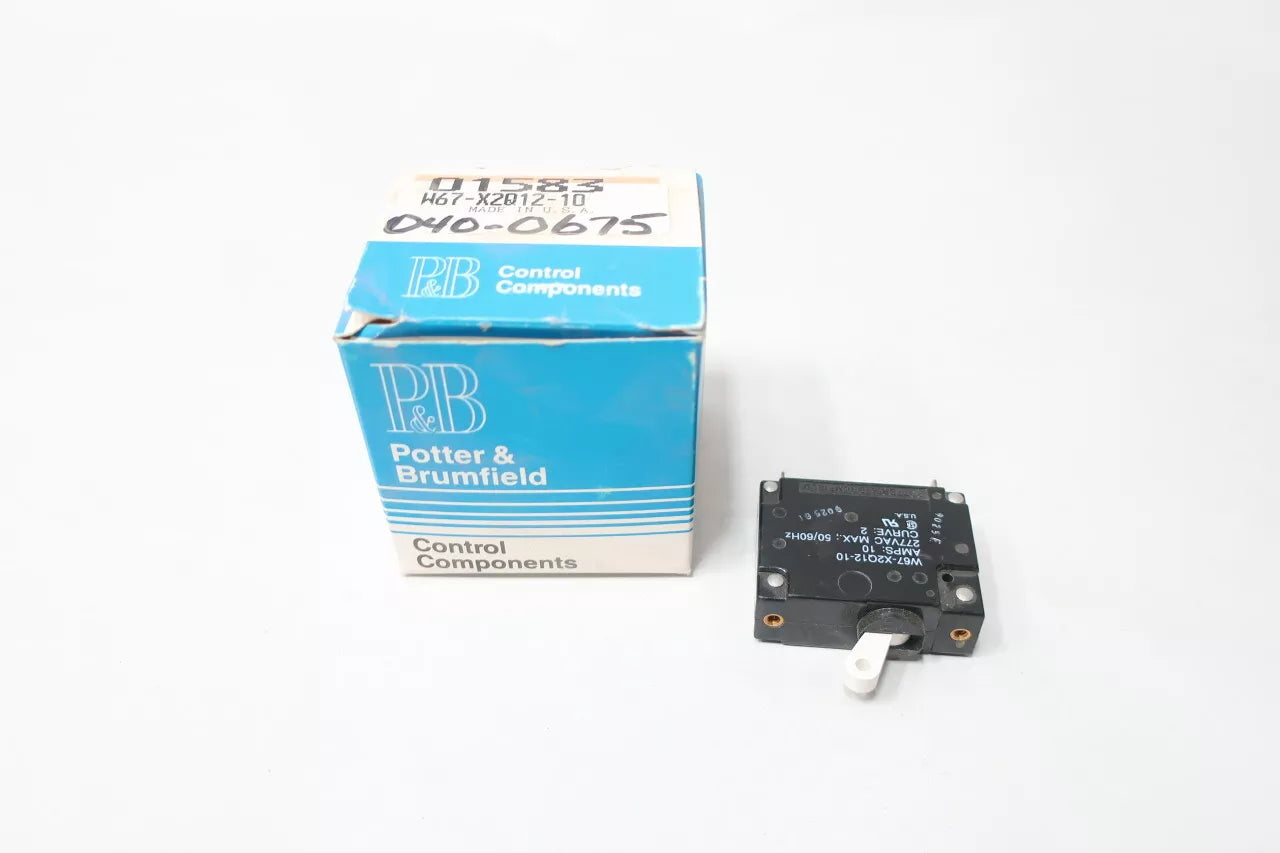 01583
W67-X2Q12-10
MADE IN U.S.A.
040-0675
P&B
Control
Components
P&B
Potter &
Brumfield
Control
Components
W67-X2Q12-10
AMPS: 10
277VAC MAX.: 50/60Hz
CURVE: 2
U.S.A.